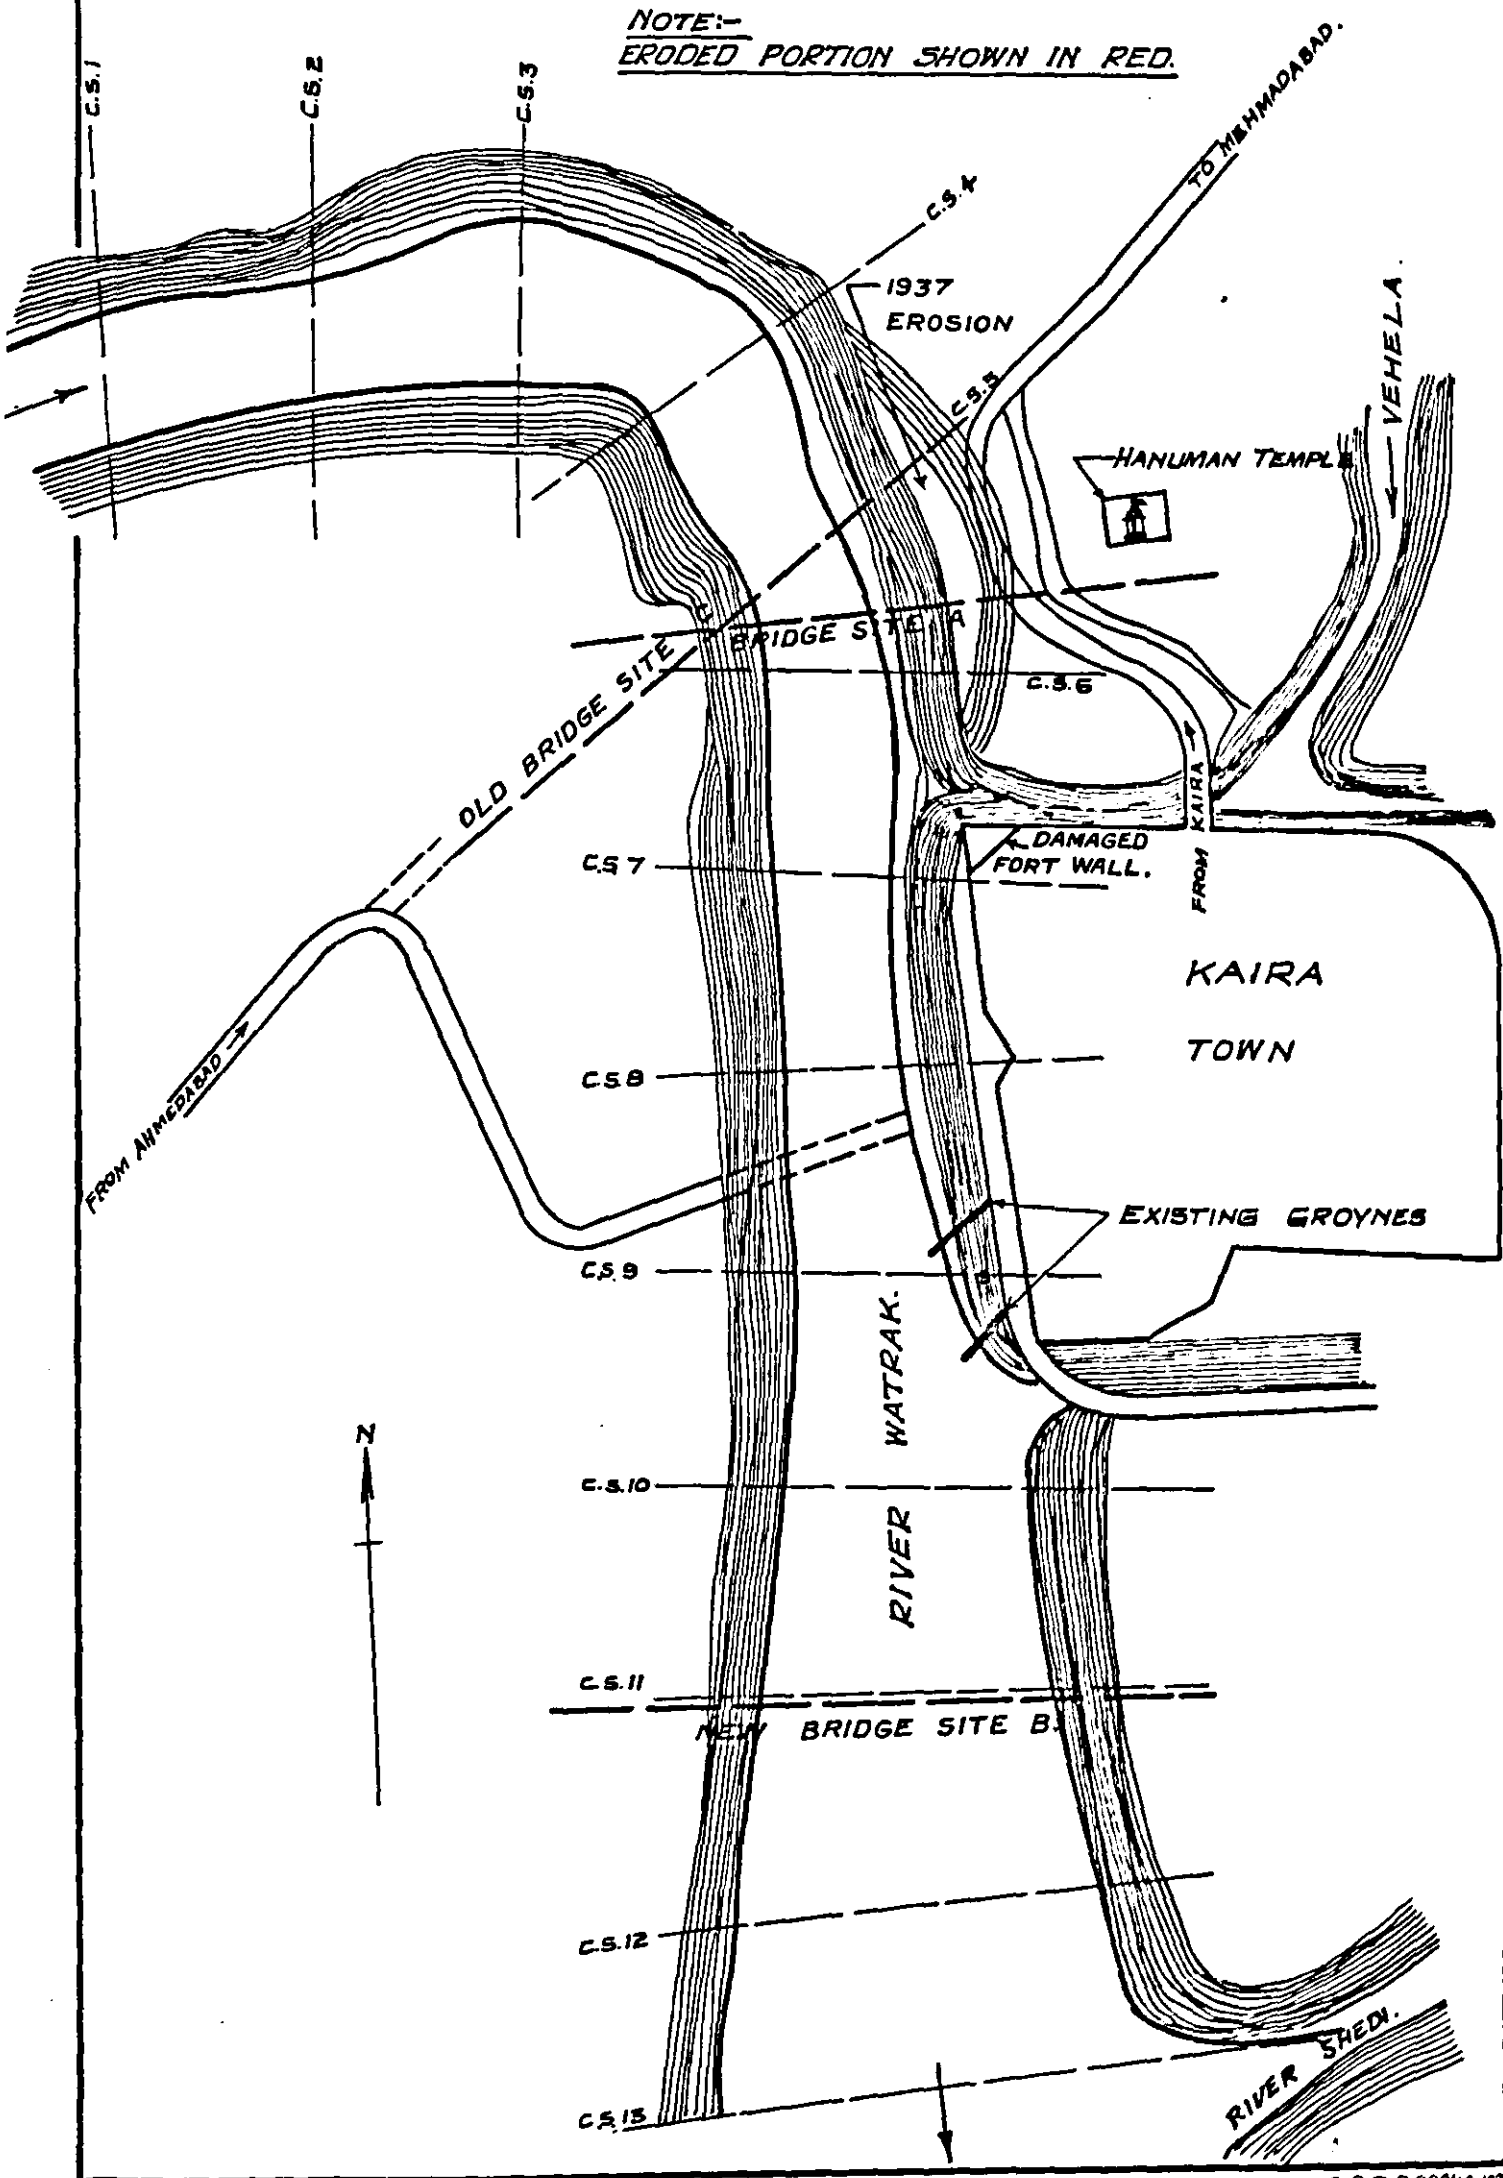 NOTE:-
ERODED PORTION SHOWN IN RED.
C.S.1
C.S.2
C.S.3
C.S.4
TO MEHMADABAD.
1937
EROSION
C.S.5
VEHELA.
HANUMAN TEMPLE
BRIDGE SITE A
OLD BRIDGE SITE
C.S.6
C.S.7
DAMAGED
FORT WALL.
FROM KAIRA
KAIRA
TOWN
C.S.8
FROM AHMEDABAD
EXISTING GROYNES
C.S.9
RIVER WATRAK.
N
C.S.10
C.S.11
NEW BRIDGE SITE B.
C.S.12
C.S.13
RIVER SHEDI.